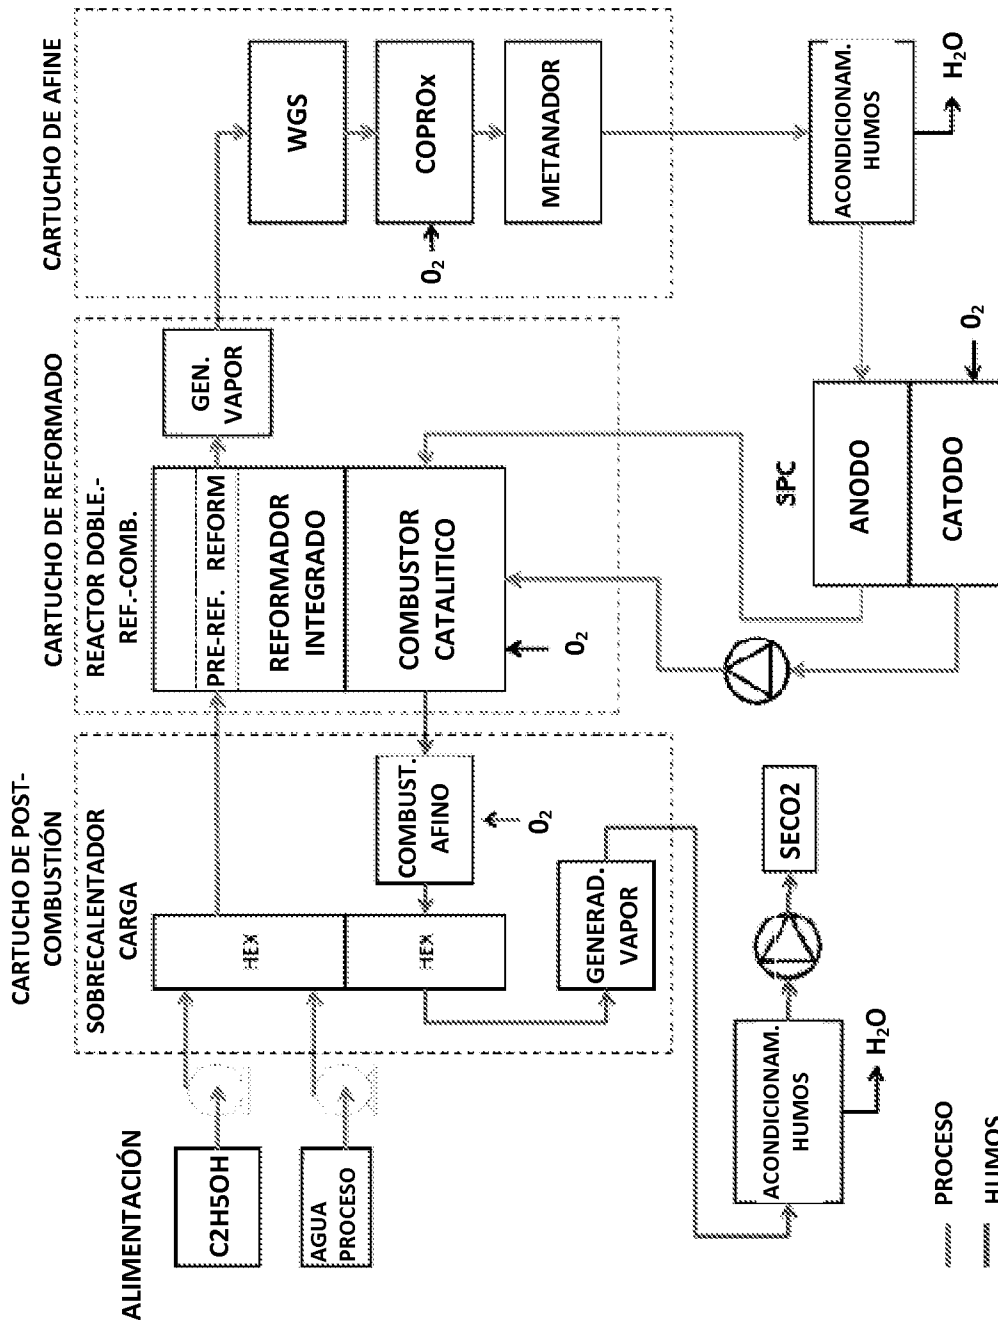 ALIMENTACIÓN
C2H5OH
AGUA
PROCESO
CARTUCHO DE POST-
COMBUSTIÓN
SOBRECALENTADOR
CARGA
HEX
HEX
COMBUST.
AFINO
O₂
GENERAD.
VAPOR
CARTUCHO DE REFORMADO
REACTOR DOBLE.-
REF.-COMB.
PRE-REF. REFORM
REFORMADOR
INTEGRADO
COMBUSTOR
CATALITICO
O₂
GEN.
VAPOR
CARTUCHO DE AFINE
WGS
COPROx
O₂
METANADOR
ACONDICIONAM.
HUMOS
H₂O
SPC
ANODO
CATODO
O₂
ACONDICIONAM.
HUMOS
H₂O
SECO2
PROCESO
HUMOS